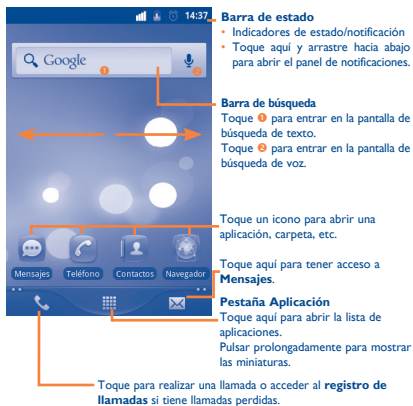 14:37
Barra de estado
• Indicadores de estado/notificación
• Toque aquí y arrastre hacia abajo
para abrir el panel de notificaciones.
Google
1
2
Barra de búsqueda
Toque 1 para entrar en la pantalla de
búsqueda de texto.
Toque 2 para entrar en la pantalla de
búsqueda de voz.
Toque un icono para abrir una
aplicación, carpeta, etc.
Mensajes Teléfono Contactos Navegador
Toque aquí para tener acceso a
Mensajes.
Pestaña Aplicación
Toque aquí para abrir la lista de
aplicaciones.
Pulsar prolongadamente para mostrar
las miniaturas.
Toque para realizar una llamada o acceder al registro de
llamadas si tiene llamadas perdidas.